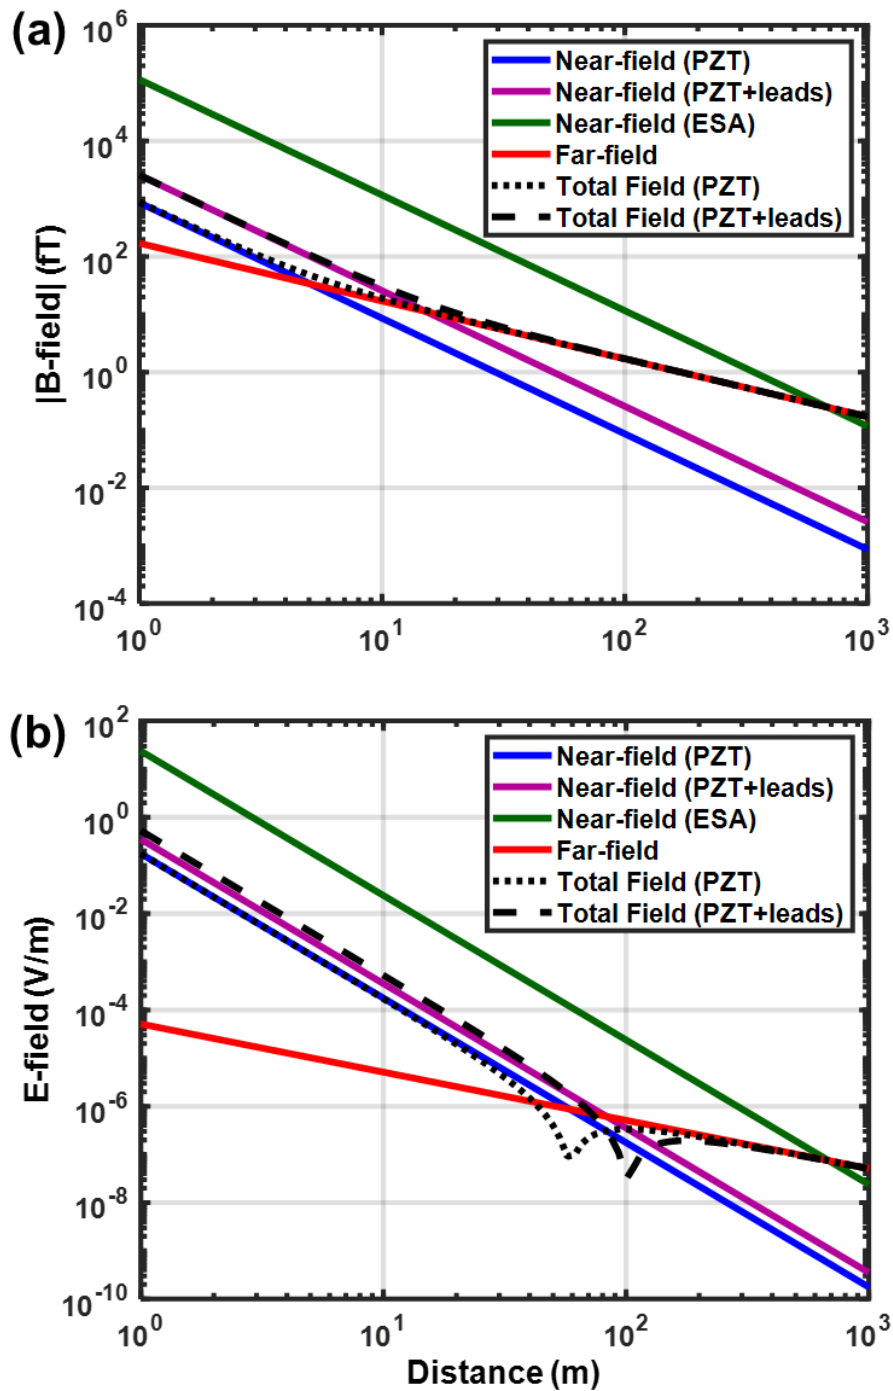 (a)
10^6
10^4
10^2
10^0
10^-2
10^-4
|B-field| (fT)
Near-field (PZT)
Near-field (PZT+leads)
Near-field (ESA)
Far-field
Total Field (PZT)
Total Field (PZT+leads)
10^0
10^1
10^2
10^3
(b)
10^2
10^0
10^-2
10^-4
10^-6
10^-8
10^-10
E-field (V/m)
Near-field (PZT)
Near-field (PZT+leads)
Near-field (ESA)
Far-field
Total Field (PZT)
Total Field (PZT+leads)
10^0
10^1
10^2
10^3
Distance (m)